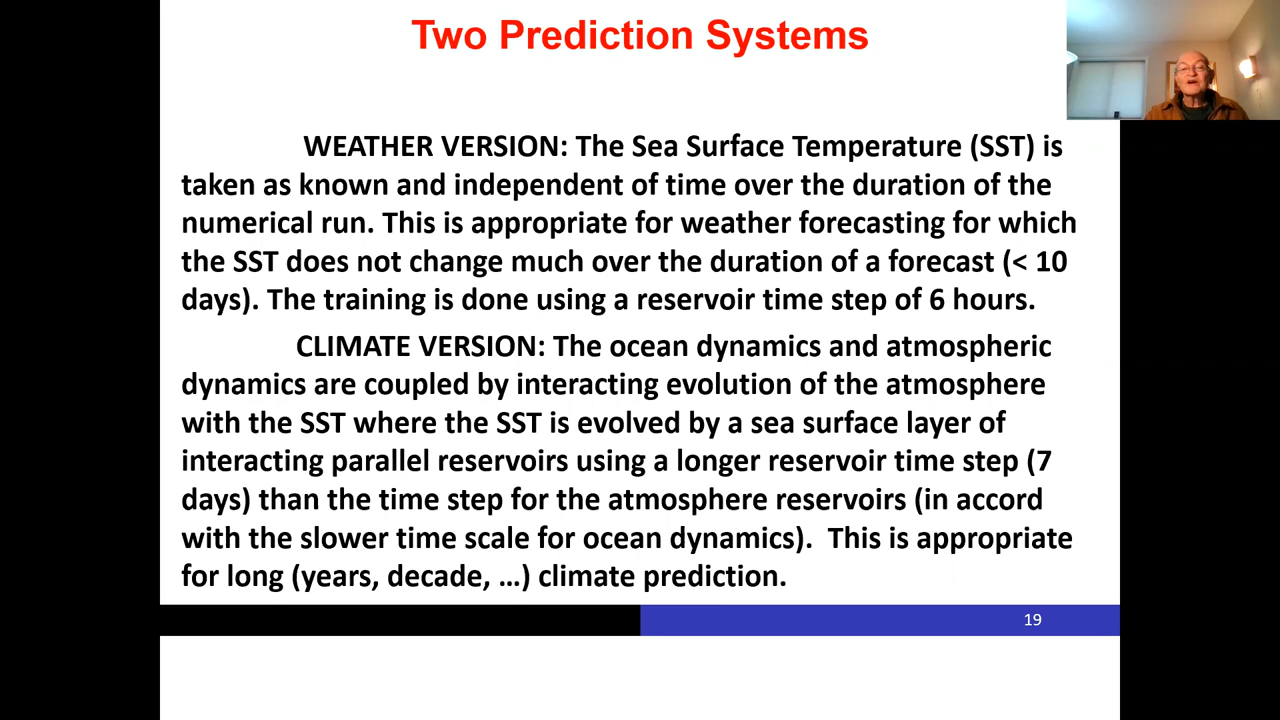 Two Prediction Systems
WEATHER VERSION: The Sea Surface Temperature (SST) is
taken as known and independent of time over the duration of the
numerical run. This is appropriate for weather forecasting for which
the SST does not change much over the duration of a forecast (< 10
days). The training is done using a reservoir time step of 6 hours.
CLIMATE VERSION: The ocean dynamics and atmospheric
dynamics are coupled by interacting evolution of the atmosphere
with the SST where the SST is evolved by a sea surface layer of
interacting parallel reservoirs using a longer reservoir time step (7
days) than the time step for the atmosphere reservoirs (in accord
with the slower time scale for ocean dynamics).  This is appropriate
for long (years, decade, …) climate prediction.
19